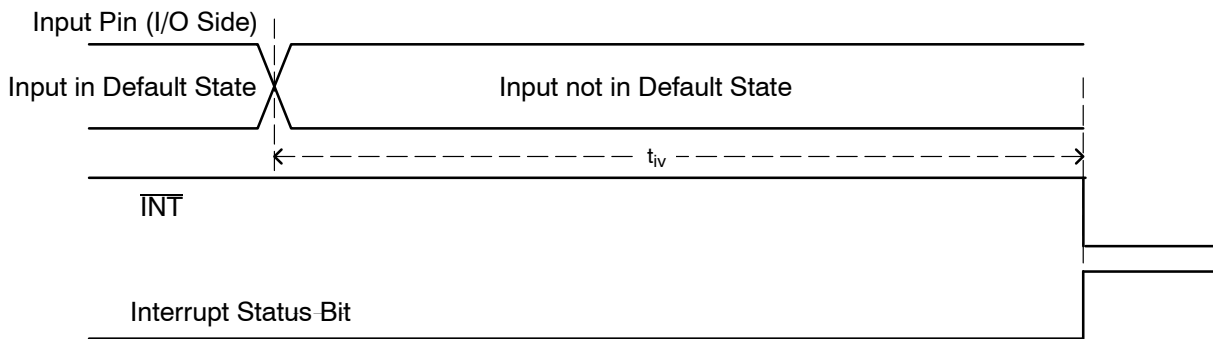 Input Pin (I/O Side)
Input in Default State
Input not in Default State
tiv
INT
Interrupt Status Bit